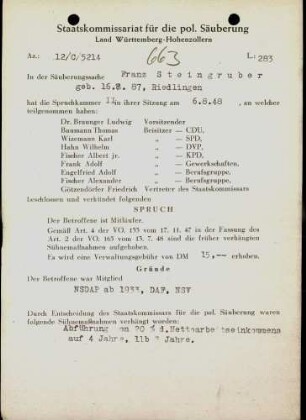 Staatskommissariat für die pol. Säuberung
Land Württemberg-Hohenzollern
Az.: 12/C/5214 663 L: 283
In der Säuberungssache Franz Steingruber
geb. 16.8. 87, Riedlingen
hat die Spruchkammer II in ihrer Sitzung am 6.8.48, an welcher
teilgenommen haben:
Dr. Braunger Ludwig Vorsitzender
Baumann Thomas Beisitzer — CDU,
Wizemann Karl „ — SPD,
Hahn Wilhelm „ — DVP,
Fischer Albert jr. „ — KPD,
Frank Adolf „ — Gewerkschaften,
Engelfried Adolf „ — Berufsgruppe,
Fischer Alexander „ — Berufsgruppe,
Götzendörfer Friedrich Vertreter des Staatskommissars
beschlossen und verkündet folgenden
SPRUCH
Der Betroffene ist Mitläufer.
Gemäß Art. 4 der VO. 133 vom 17. 11. 47 in der Fassung des
Art. 2 der VO. 165 vom 13. 7. 48 sind die früher verhängten
Sühnemaßnahmen aufgehoben.
Es wird eine Verwaltungsgebühr von DM 15,-- erhoben.
Gründe
Der Betroffene war Mitglied
NSDAP ab 1933, DAF, NSV
Durch Entscheidung des Staatskommissars für die pol. Säuberung waren
folgende Sühnemaßnahmen verhängt worden:
Abführung von 20 % d. Nettoarbeitseinkommens
auf 4 Jahre, 11b Jahre.